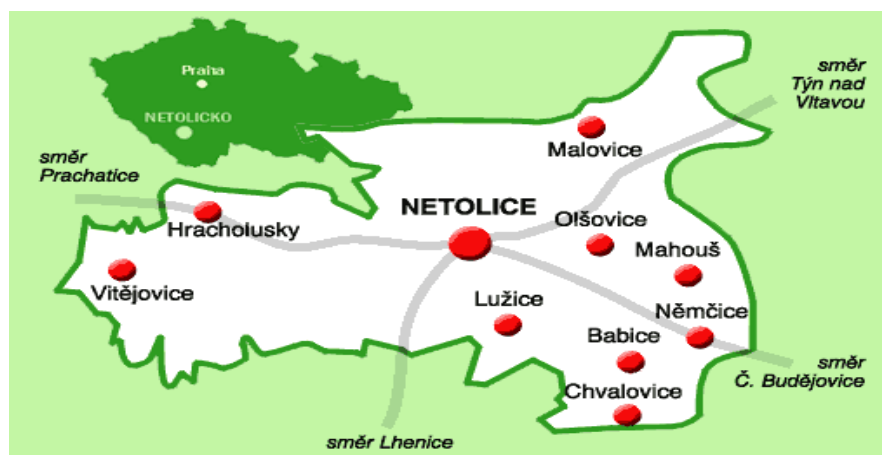 Praha
NETOLICKO
směr
Týn nad
Vltavou
směr
Prachatice
Malovice
NETOLICE
Olšovice
Hracholusky
Mahouš
Vitějovice
Lužice
Němčice
Babice
Chvalovice
směr
Č. Budějovice
směr Lhenice